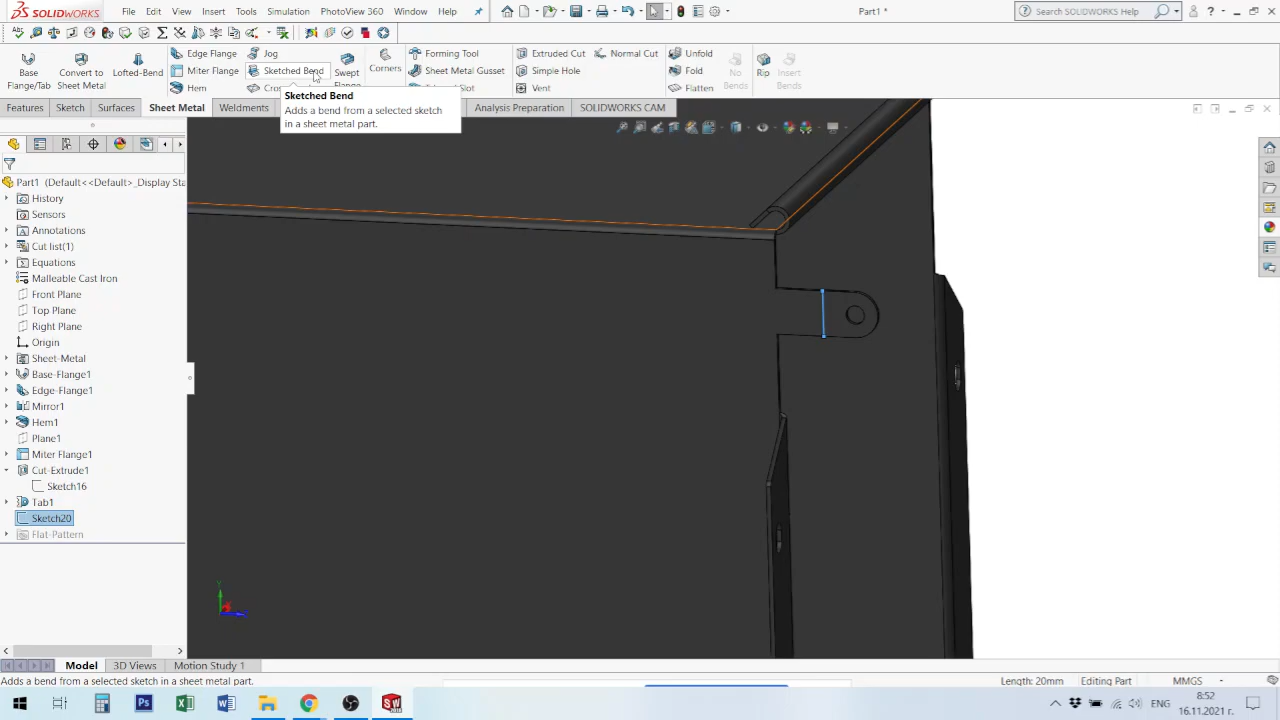 SOLIDWORKS File Edit View Insert Tools Simulation PhotoView 360 Window Help Part1 * Search SOLIDWORKS Help
Base Flange/Tab
Convert to Sheet Metal
Lofted-Bend
Edge Flange
Miter Flange
Hem
Jog
Sketched Bend
Swept
Corners
Forming Tool
Sheet Metal Gusset
Extruded Cut
Simple Hole
Vent
Normal Cut
Unfold
Fold
Flatten
No Bends
Rip
Insert Bends
Features Sketch Surfaces Sheet Metal Weldments Analysis Preparation SOLIDWORKS CAM
Sketched Bend
Adds a bend from a selected sketch
in a sheet metal part.
Part1 (Default<<Default>_Display Sta
History
Sensors
Annotations
Cut list(1)
Equations
Malleable Cast Iron
Front Plane
Top Plane
Right Plane
Origin
Sheet-Metal
Base-Flange1
Edge-Flange1
Mirror1
Hem1
Plane1
Miter Flange1
Cut-Extrude1
Sketch16
Tab1
Sketch20
Flat-Pattern
Y
Model 3D Views Motion Study 1
Adds a bend from a selected sketch in a sheet metal part. Length: 20mm Editing Part MMGS
ENG
8:52
16.11.2021 г.